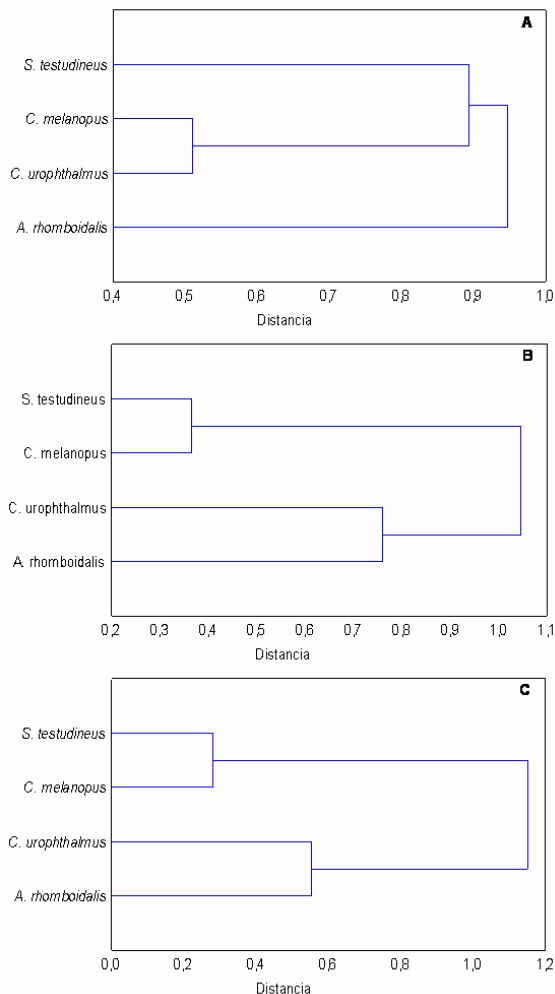 A
S. testudineus
C. melanopus
C. urophthalmus
A. rhomboidalis
0,4 0,5 0,6 0,7 0,8 0,9 1,0
Distancia
B
S. testudineus
C. melanopus
C. urophthalmus
A. rhomboidalis
0,2 0,3 0,4 0,5 0,6 0,7 0,8 0,9 1,0 1,1
Distancia
C
S. testudineus
C. melanopus
C. urophthalmus
A. rhomboidalis
0,0 0,2 0,4 0,6 0,8 1,0 1,2
Distancia